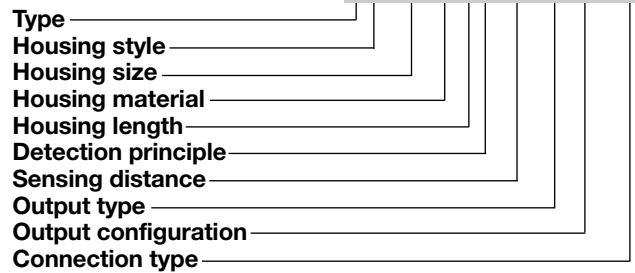 Type
Housing style
Housing size
Housing material
Housing length
Detection principle
Sensing distance
Output type
Output configuration
Connection type